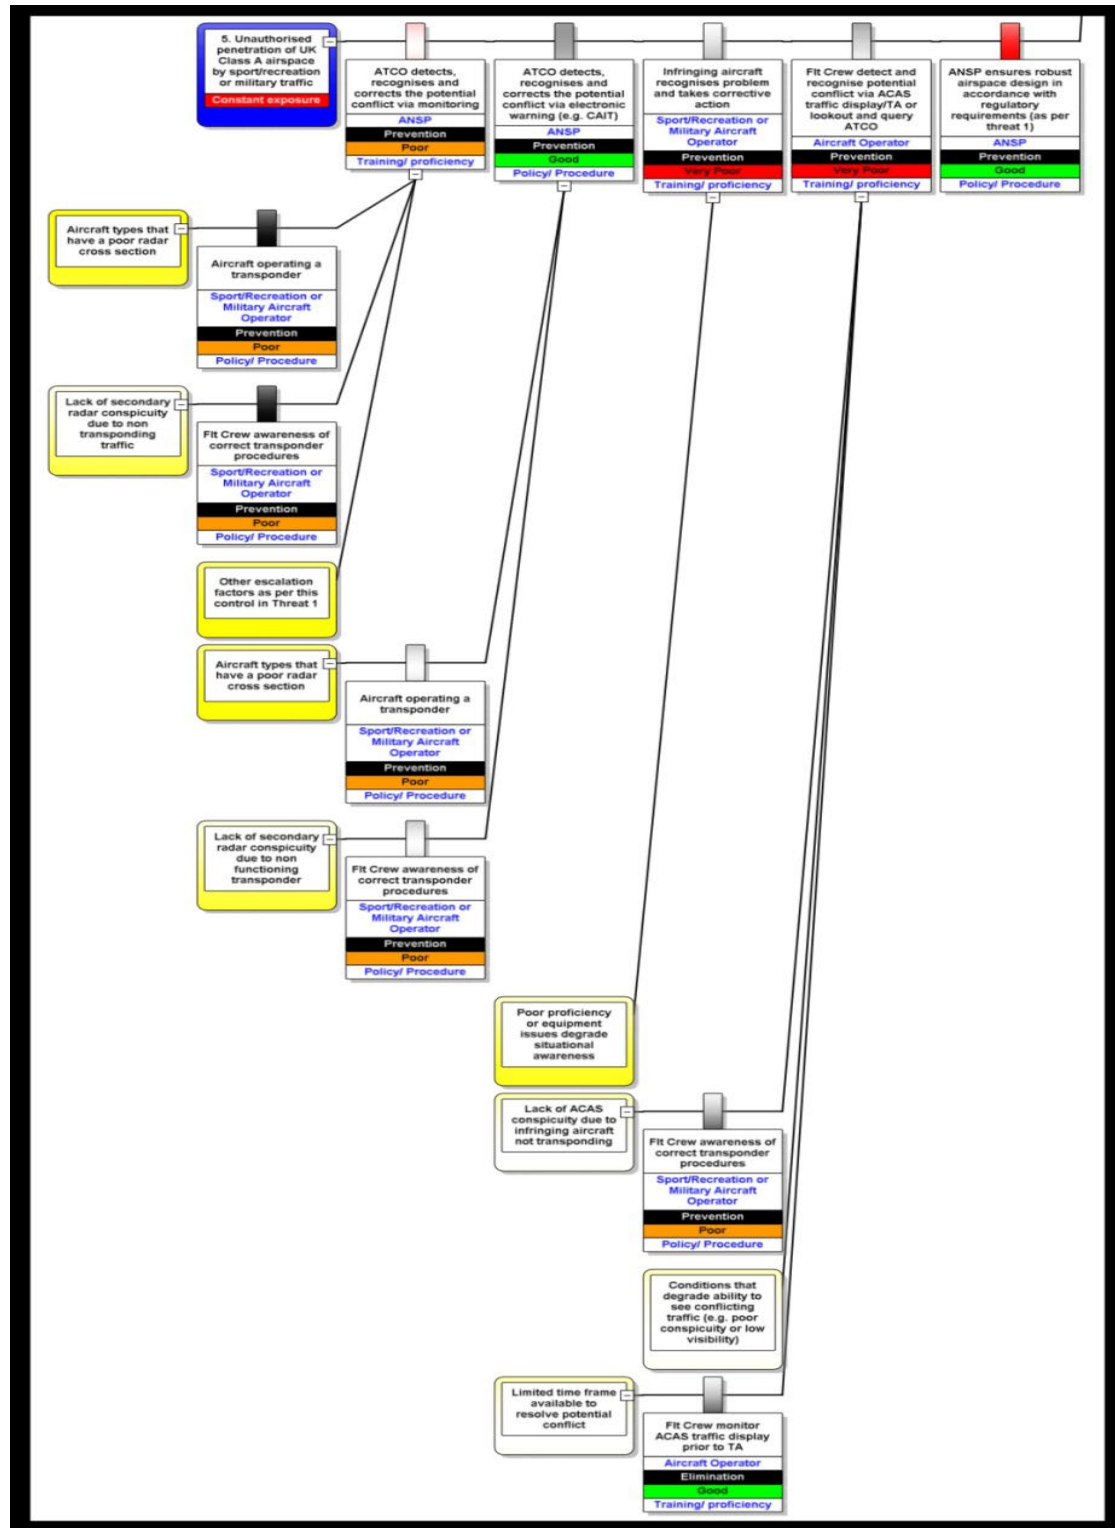 5. Unauthorised
penetration of UK
Class A airspace
by sport/recreation
or military traffic
Constant exposure
ATCO detects,
recognises and
corrects the potential
conflict via monitoring
ANSP
Prevention
Poor
Training/ proficiency
ATCO detects,
recognises and
corrects the potential
conflict via electronic
warning (e.g. CAIT)
ANSP
Prevention
Good
Policy/ Procedure
Infringing aircraft
recognises problem
and takes corrective
action
Sport/Recreation or
Military Aircraft
Operator
Prevention
Very Poor
Training/ proficiency
Flt Crew detect and
recognise potential
conflict via ACAS
traffic display/TA or
lookout and query
ATCO
Aircraft Operator
Prevention
Very Poor
Training/ proficiency
ANSP ensures robust
airspace design in
accordance with
regulatory
requirements (as per
threat 1)
ANSP
Prevention
Good
Policy/ Procedure
Aircraft types that
have a poor radar
cross section
Aircraft operating a
transponder
Sport/Recreation or
Military Aircraft
Operator
Prevention
Poor
Policy/ Procedure
Lack of secondary
radar conspicuity
due to non
transponding
traffic
Flt Crew awareness of
correct transponder
procedures
Sport/Recreation or
Military Aircraft
Operator
Prevention
Poor
Policy/ Procedure
Other escalation
factors as per this
control in Threat 1
Aircraft types that
have a poor radar
cross section
Aircraft operating a
transponder
Sport/Recreation or
Military Aircraft
Operator
Prevention
Poor
Policy/ Procedure
Lack of secondary
radar conspicuity
due to non
functioning
transponder
Flt Crew awareness of
correct transponder
procedures
Sport/Recreation or
Military Aircraft
Operator
Prevention
Poor
Policy/ Procedure
Poor proficiency
or equipment
issues degrade
situational
awareness
Lack of ACAS
conspicuity due to
infringing aircraft
not transponding
Flt Crew awareness of
correct transponder
procedures
Sport/Recreation or
Military Aircraft
Operator
Prevention
Poor
Policy/ Procedure
Conditions that
degrade ability to
see conflicting
traffic (e.g. poor
conspicuity or low
visibility)
Limited time frame
available to
resolve potential
conflict
Flt Crew monitor
ACAS traffic display
prior to TA
Aircraft Operator
Elimination
Good
Training/ proficiency